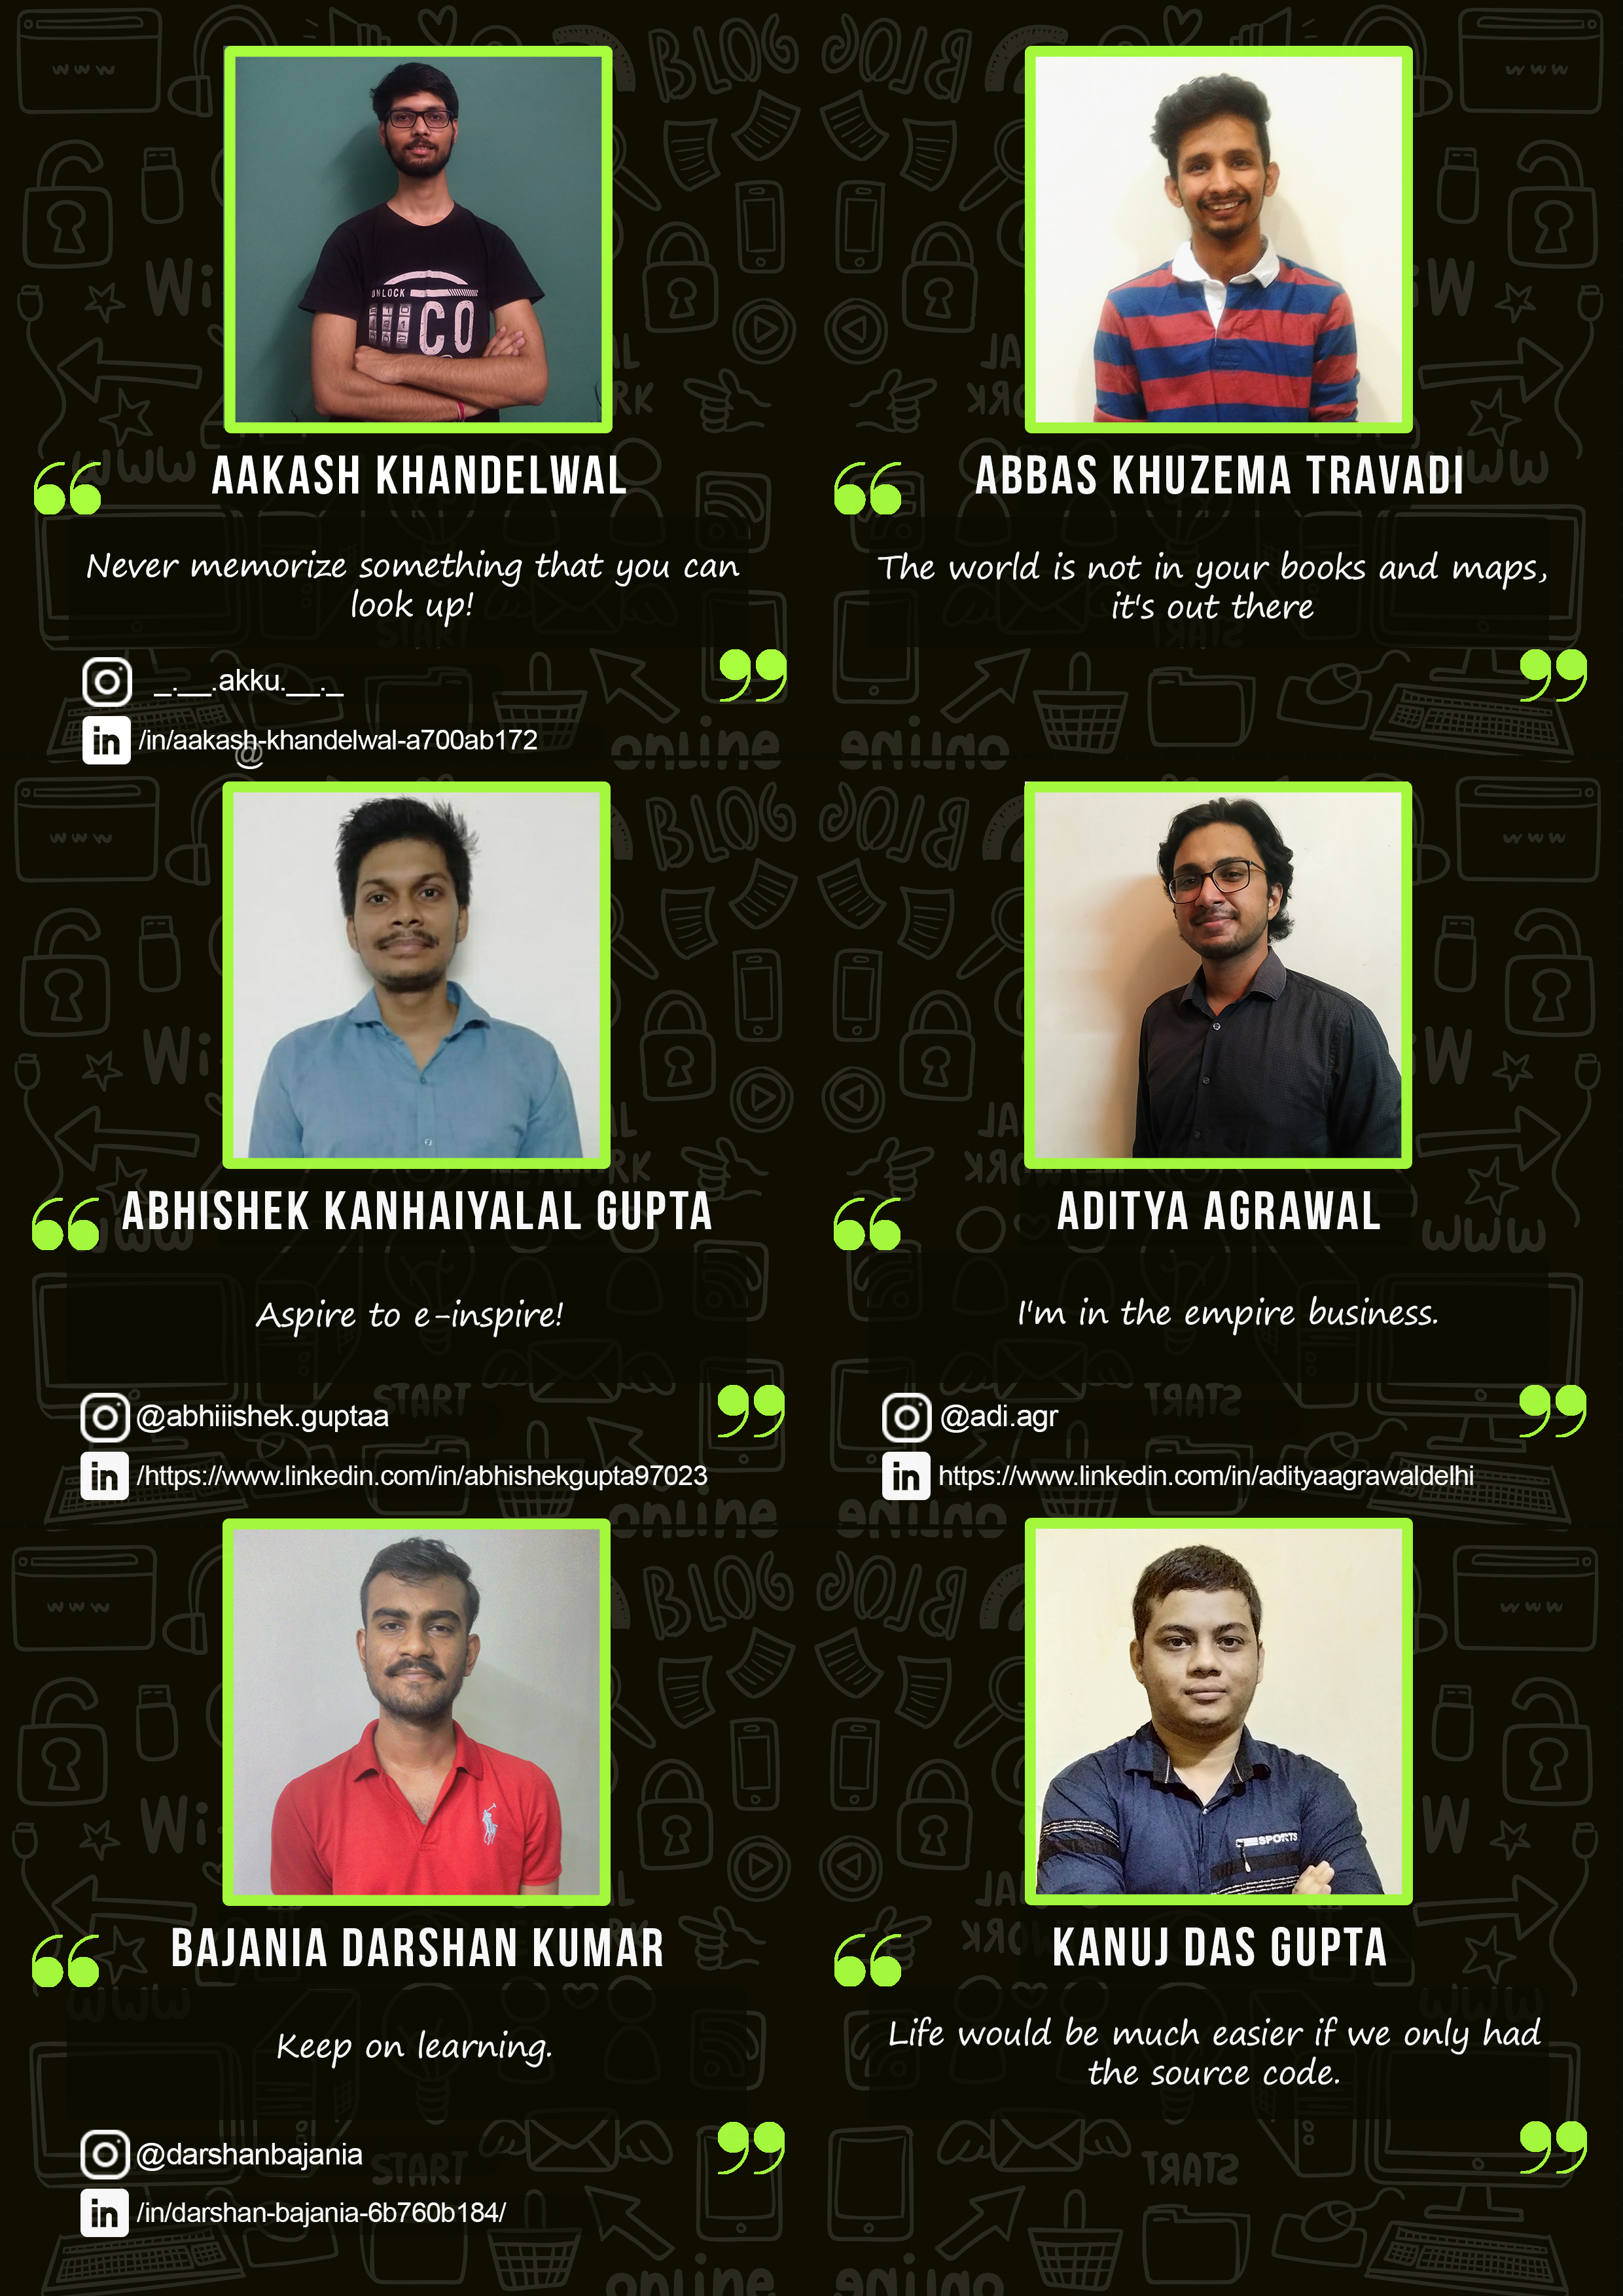 AAKASH KHANDELWAL
Never memorize something that you can
look up!
_.__.akku.__._
/in/aakash-khandelwal-a700ab172
@
ABBAS KHUZEMA TRAVADI
The world is not in your books and maps,
it's out there
ABHISHEK KANHAIYALAL GUPTA
Aspire to e-inspire!
@abhiiishek.guptaa
/https://www.linkedin.com/in/abhishekgupta97023
ADITYA AGRAWAL
I'm in the empire business.
@adi.agr
https://www.linkedin.com/in/adityaagrawaldelhi
BAJANIA DARSHAN KUMAR
Keep on learning.
@darshanbajania
/in/darshan-bajania-6b760b184/
KANUJ DAS GUPTA
Life would be much easier if we only had
the source code.
SPORTS